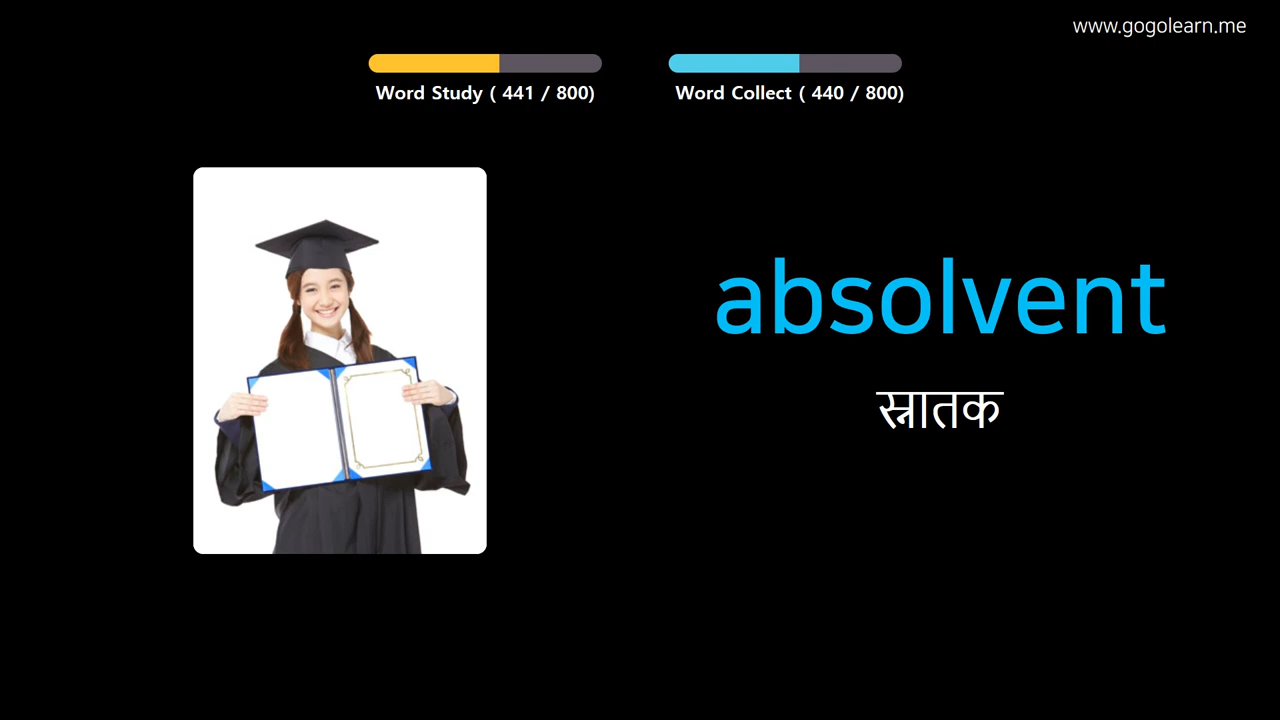 www.gogolearn.me
Word Study ( 441 / 800)
Word Collect ( 440 / 800)
absolvent
स्नातक